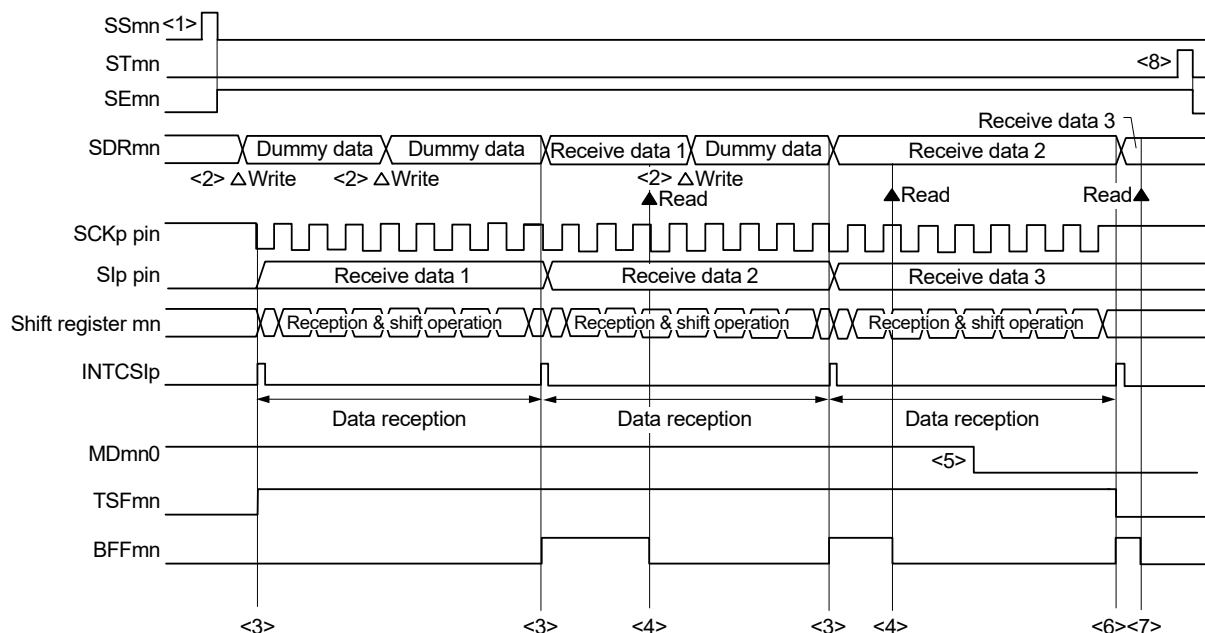 SSmn <1>
STmn <8>
SEmn
Receive data 3
SDRmn Dummy data Dummy data Receive data 1 Dummy data Receive data 2
<2> △Write <2> △Write <2> △Write
▲Read ▲Read Read▲
SCKp pin
SIp pin Receive data 1 Receive data 2 Receive data 3
Shift register mn Reception & shift operation Reception & shift operation Reception & shift operation
INTCSIp
Data reception Data reception Data reception
MDmn0 <5>
TSFmn
BFFmn
<3> <3> <4> <3> <4> <6><7>